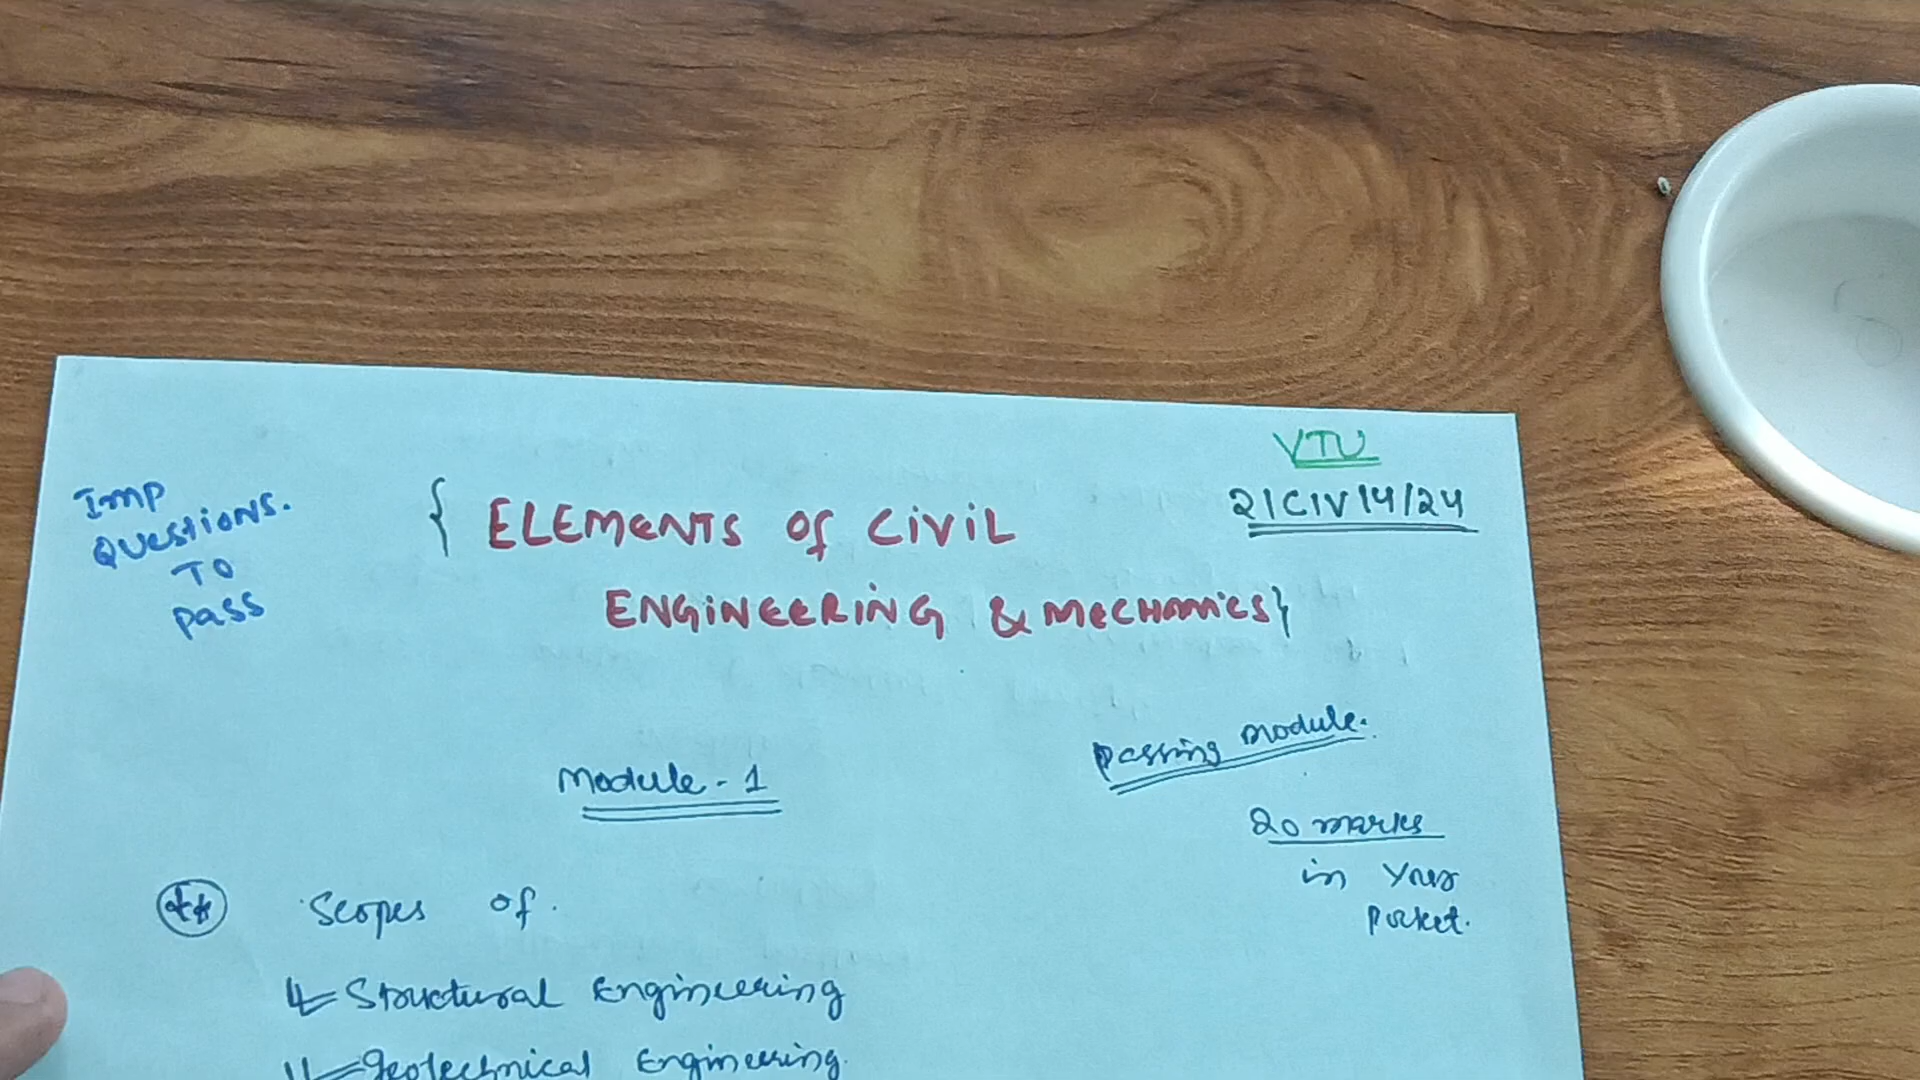 VTU
21CIV14/24
Imp
Questions.
To
pass
{ ELEMENTS Of CiViL
ENGiNEERiNG & MECHANiCS}
Passing module.
Module - 1
20 marks
in your
pocket.
** Scopes of.
Structural Engineering
Geotechnical Engineering.